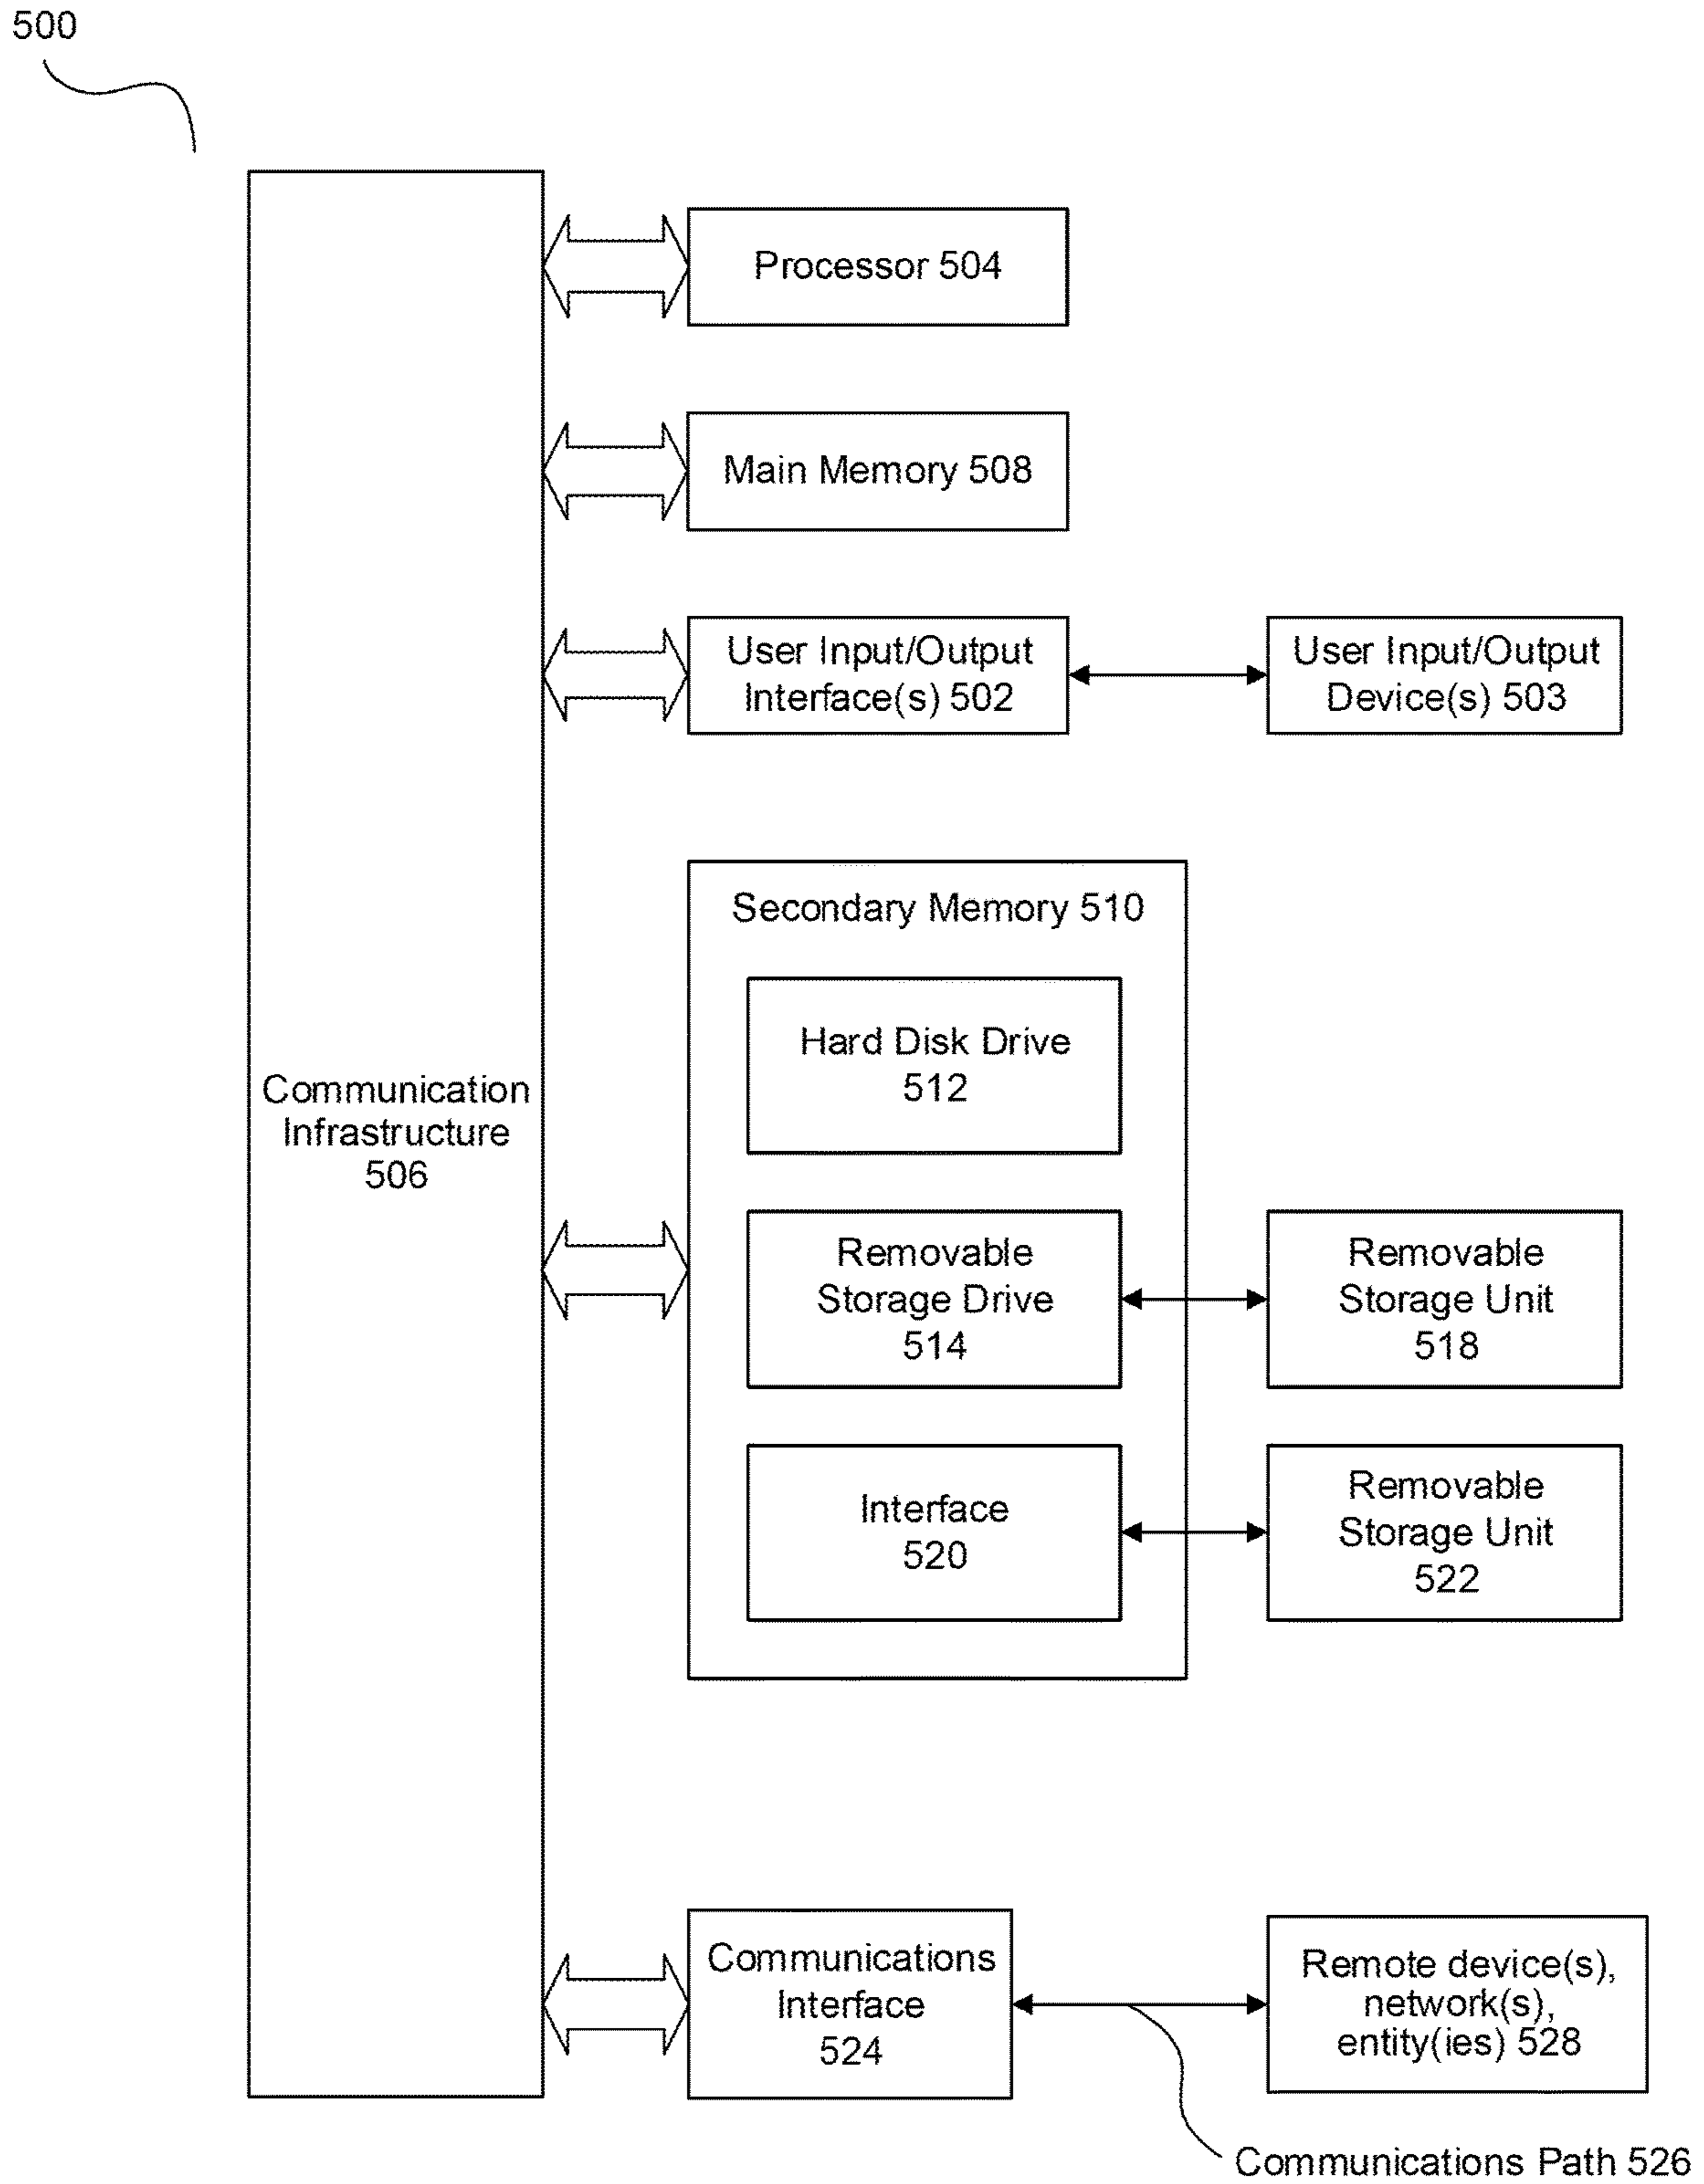 500
Processor 504
Main Memory 508
User Input/Output
Interface(s) 502
User Input/Output
Device(s) 503
Secondary Memory 510
Hard Disk Drive
512
Communication
Infrastructure
506
Removable
Storage Drive
514
Removable
Storage Unit
518
Interface
520
Removable
Storage Unit
522
Communications
Interface
524
Remote device(s),
network(s),
entity(ies) 528
Communications Path 526